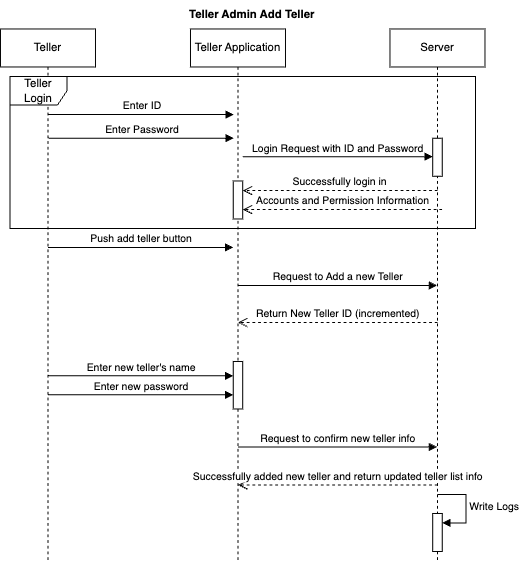 Teller Admin Add Teller
Teller
Teller Application
Server
Teller
Login
Enter ID
Enter Password
Login Request with ID and Password
Successfully login in
Accounts and Permission Information
Push add teller button
Request to Add a new Teller
Return New Teller ID (incremented)
Enter new teller's name
Enter new password
Request to confirm new teller info
Successfully added new teller and return updated teller list info
Write Logs